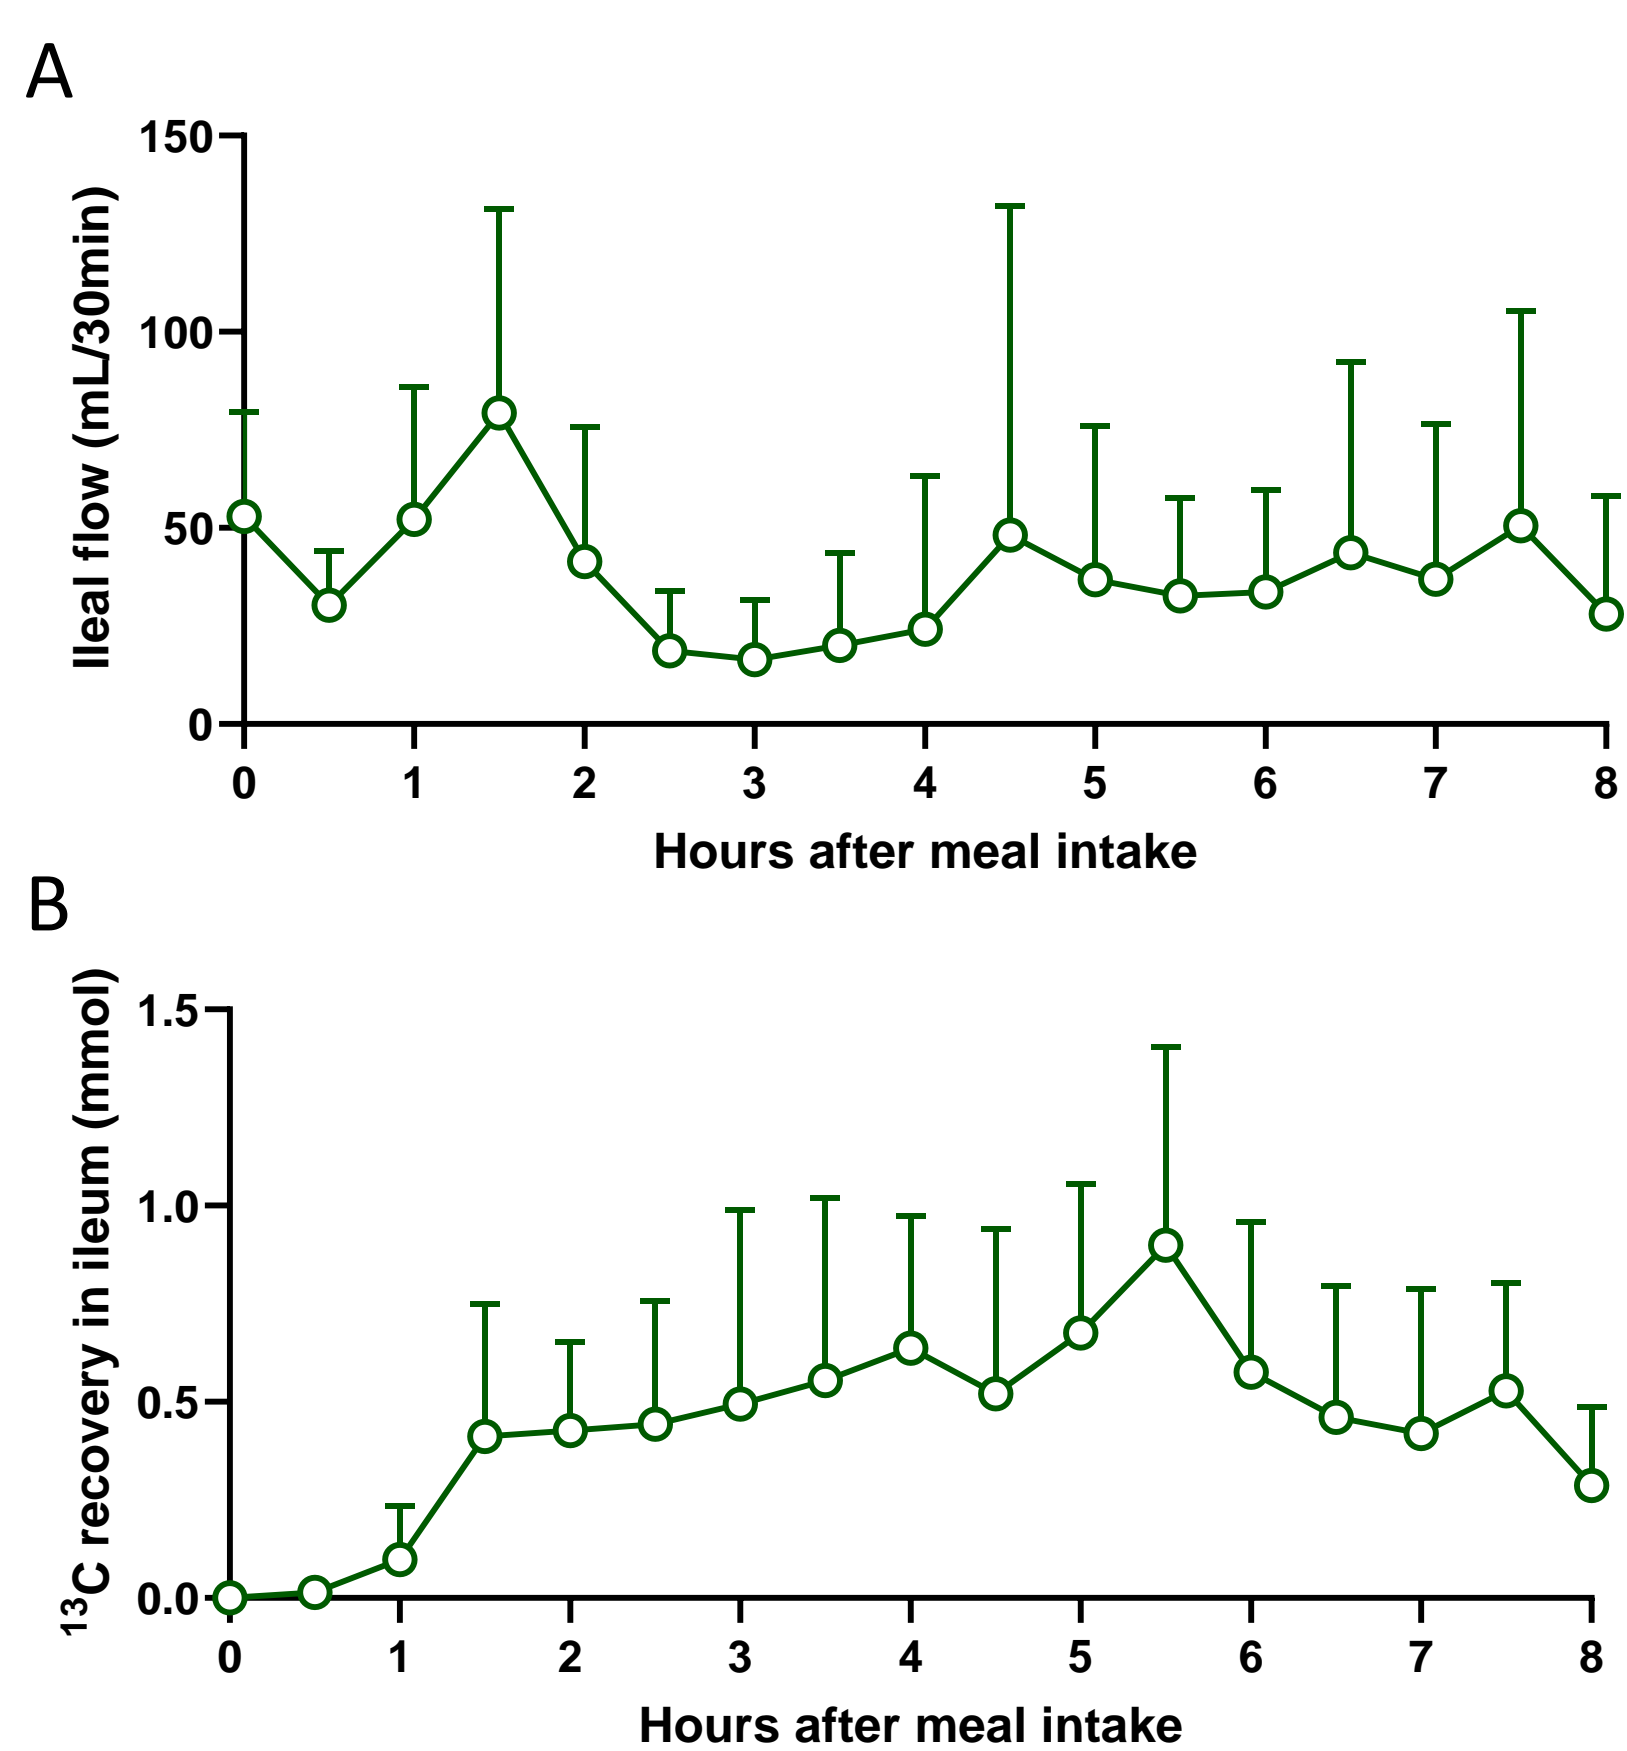 A
150
100
50
0
Ileal flow (mL/30min)
0 1 2 3 4 5 6 7 8
Hours after meal intake
B
1.5
1.0
0.5
0.0
¹³C recovery in ileum (mmol)
0 1 2 3 4 5 6 7 8
Hours after meal intake